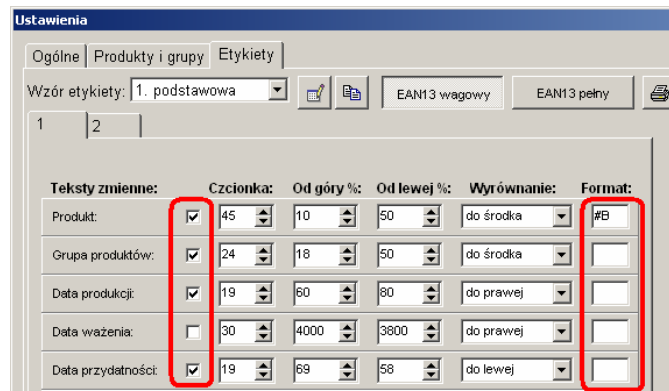 Ustawienia
Ogólne Produkty i grupy Etykiety
Wzór etykiety: 1. podstawowa EAN13 wagowy EAN13 pełny
1 2
Teksty zmienne: Czcionka: Od góry %: Od lewej %: Wyrównanie: Format:
Produkt: 45 10 50 do środka #B
Grupa produktów: 24 18 50 do środka
Data produkcji: 19 60 80 do prawej
Data ważenia: 30 4000 3800 do prawej
Data przydatności: 19 69 58 do lewej